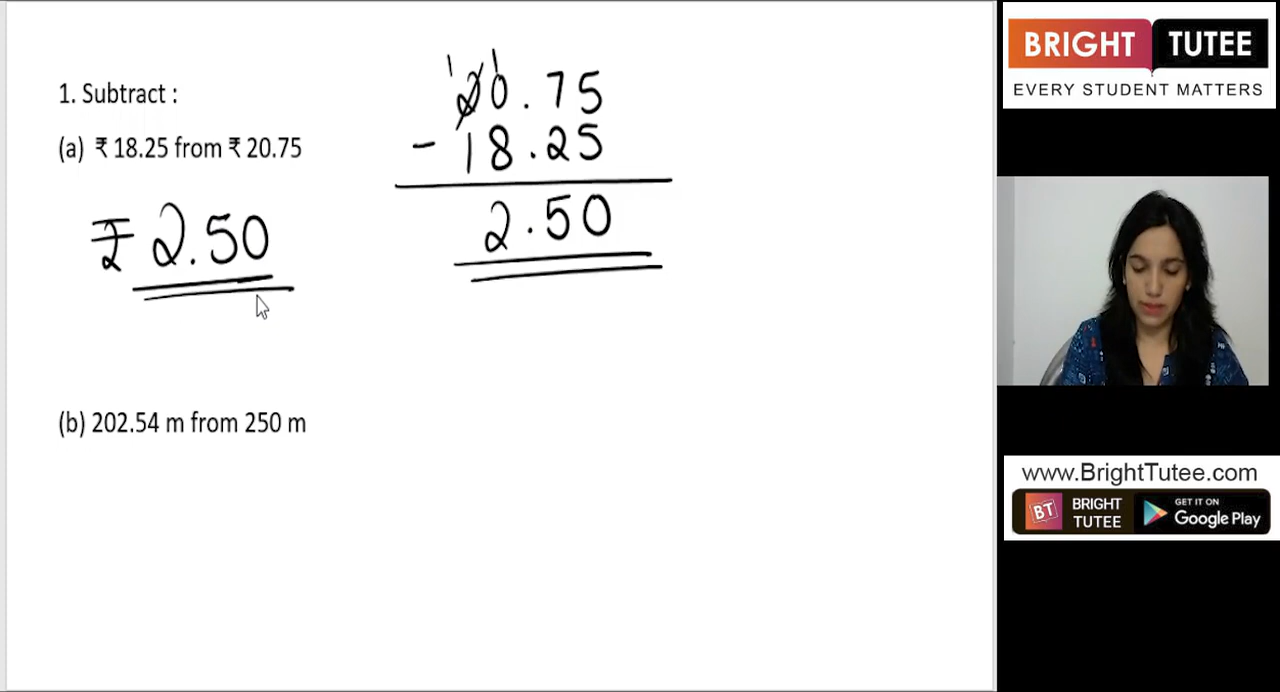 1. Subtract :
(a) ₹ 18.25 from ₹ 20.75
1 1
20.75
- 18.25
2.50
₹ 2.50
(b) 202.54 m from 250 m
BRIGHT TUTEE
EVERY STUDENT MATTERS
www.BrightTutee.com
BT BRIGHT TUTEE
GET IT ON
Google Play